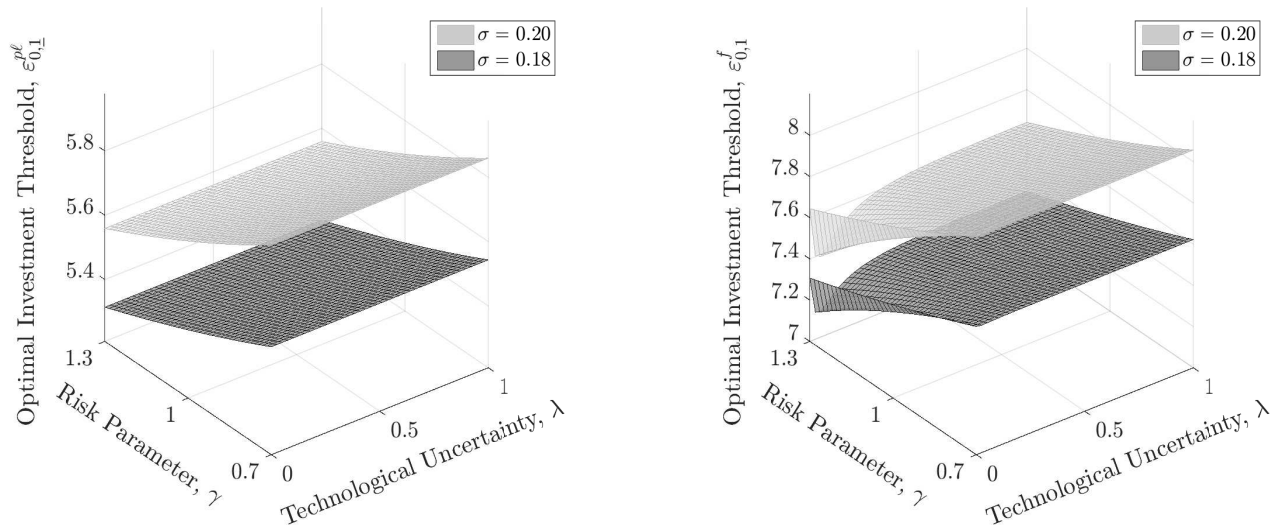 Optimal Investment Threshold, ε^{pℓ}_{0,1}
5.8
5.6
5.4
1.3
1
0.7
Risk Parameter, γ
0
0.5
1
Technological Uncertainty, λ
σ = 0.20
σ = 0.18
Optimal Investment Threshold, ε^{f}_{0,1}
8
7.8
7.6
7.4
7.2
7
1.3
1
0.7
Risk Parameter, γ
0
0.5
1
Technological Uncertainty, λ
σ = 0.20
σ = 0.18